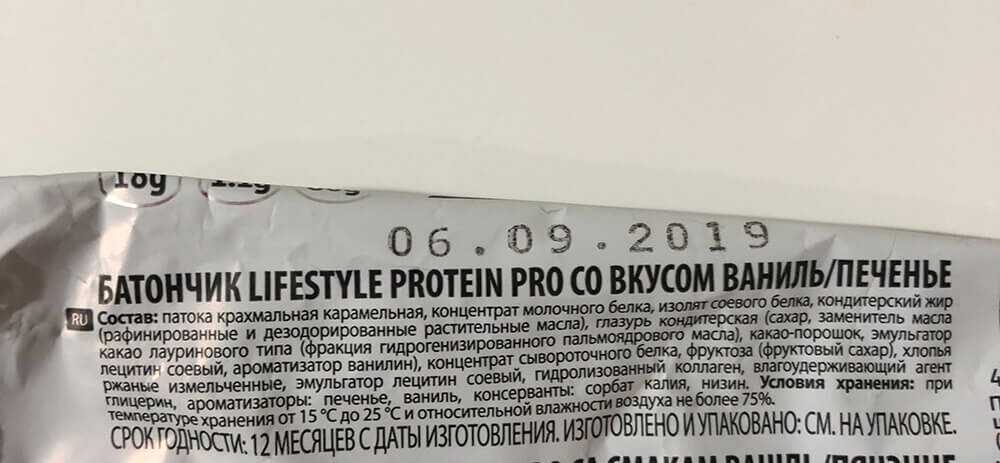 18g
06.09.2019
БАТОНЧИК LIFESTYLE PROTEIN PRO СО ВКУСОМ ВАНИЛЬ/ПЕЧЕНЬЕ
RU Состав: патока крахмальная карамельная, концентрат молочного белка, изолят соевого белка, кондитерский жир
(рафинированные и дезодорированные растительные масла), глазурь кондитерская (сахар, заменитель масла
какао лауринового типа (фракция гидрогенизированного пальмоядрового масла), какао-порошок, эмульгатор
лецитин соевый, ароматизатор ванилин), концентрат сывороточного белка, фруктоза (фруктовый сахар), хлопья
ржаные измельченные, эмульгатор лецитин соевый, гидролизованный коллаген, влагоудерживающий агент
глицерин, ароматизаторы: печенье, ваниль, консерванты: сорбат калия, низин. Условия хранения: при
температуре хранения от 15 °С до 25 °С и относительной влажности воздуха не более 75%.
СРОК ГОДНОСТИ: 12 МЕСЯЦЕВ С ДАТЫ ИЗГОТОВЛЕНИЯ. ИЗГОТОВЛЕНО И УПАКОВАНО: СМ. НА УПАКОВКЕ.